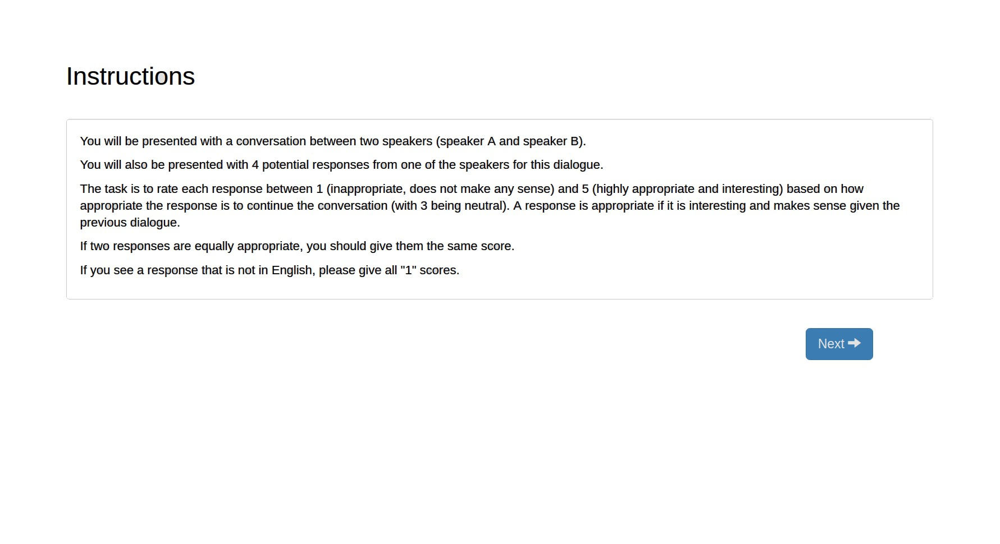 Instructions
You will be presented with a conversation between two speakers (speaker A and speaker B).
You will also be presented with 4 potential responses from one of the speakers for this dialogue.
The task is to rate each response between 1 (inappropriate, does not make any sense) and 5 (highly appropriate and interesting) based on how
appropriate the response is to continue the conversation (with 3 being neutral). A response is appropriate if it is interesting and makes sense given the
previous dialogue.
If two responses are equally appropriate, you should give them the same score.
If you see a response that is not in English, please give all "1" scores.
Next